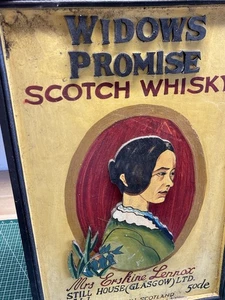 WIDOWS
PROMISE
SCOTCH WHISKY
Mrs Erskine Lennox
STILL HOUSE (GLASGOW) LTD.
SCOTLAND